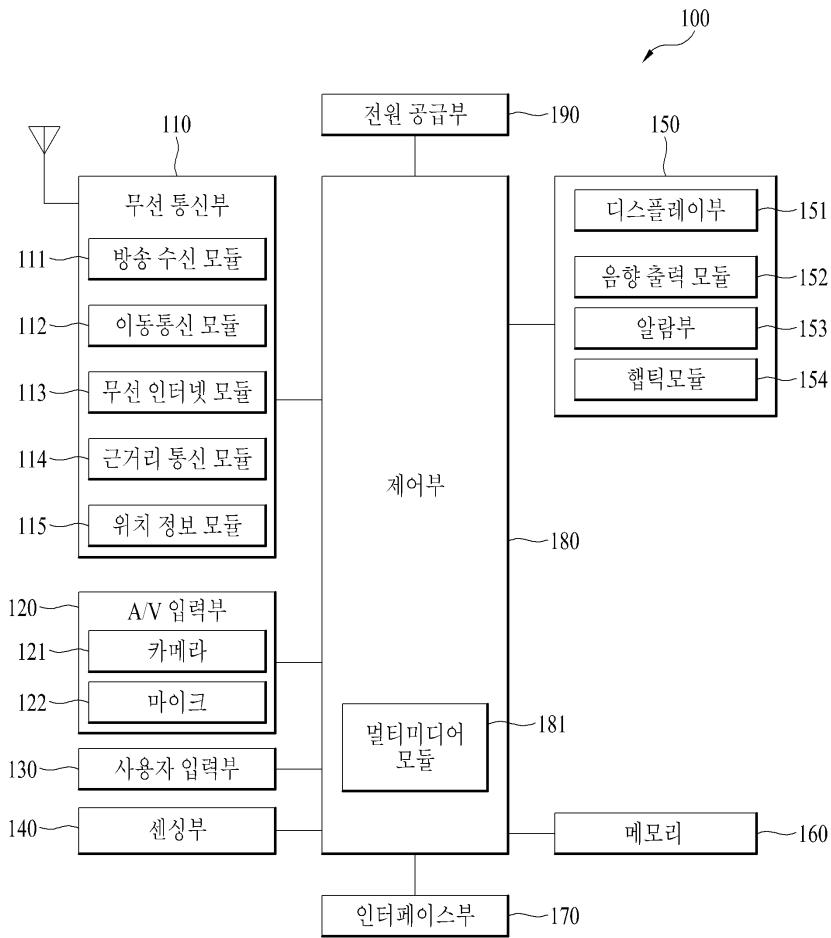 100
전원 공급부
190
110
무선 통신부
111
방송 수신 모듈
112
이동통신 모듈
113
무선 인터넷 모듈
114
근거리 통신 모듈
115
위치 정보 모듈
120
A/V 입력부
121
카메라
122
마이크
130
사용자 입력부
140
센싱부
제어부
180
멀티미디어
모듈
181
150
디스플레이부
151
음향 출력 모듈
152
알람부
153
햅틱모듈
154
메모리
160
인터페이스부
170